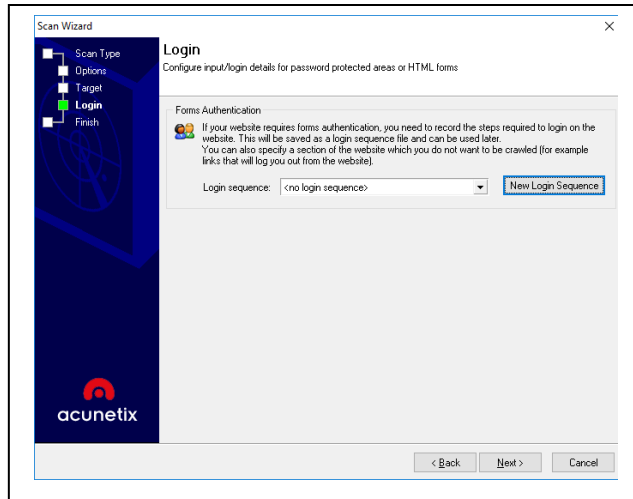 Scan Wizard
Scan Type
Options
Target
Login
Finish
acunetix
Login
Configure input/login details for password protected areas or HTML forms
Forms Authentication
If your website requires forms authentication, you need to record the steps required to login on the
website. This will be saved as a login sequence file and can be used later.
You can also specify a section of the website which you do not want to be crawled (for example
links that will log you out from the website).
Login sequence: <no login sequence> New Login Sequence
< Back Next > Cancel